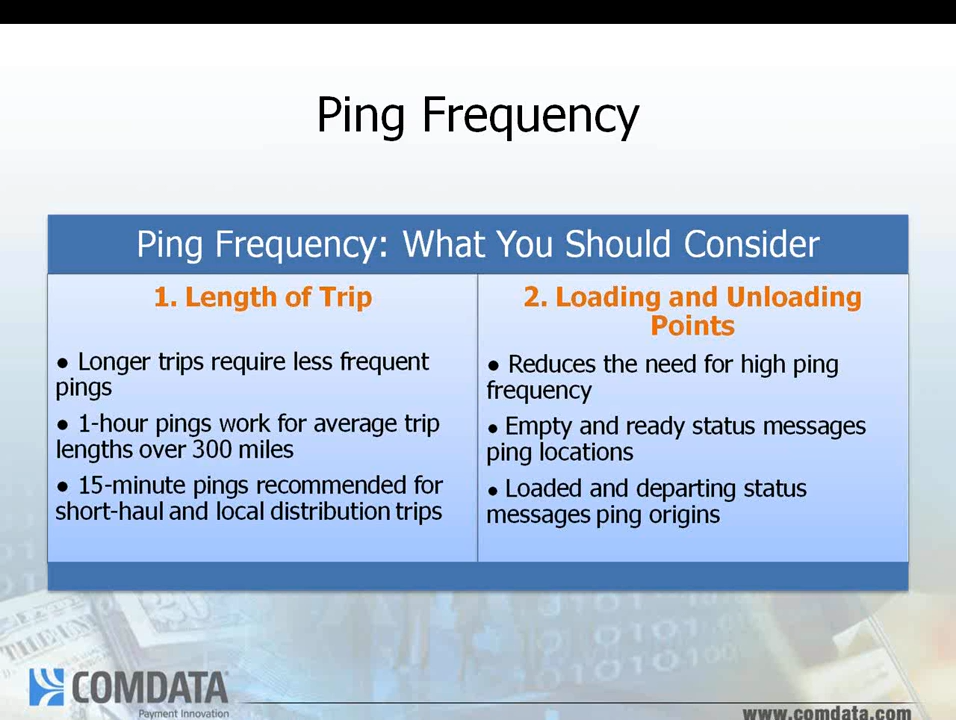 Ping Frequency
Ping Frequency: What You Should Consider
1. Length of Trip
● Longer trips require less frequent
pings
● 1-hour pings work for average trip
lengths over 300 miles
● 15-minute pings recommended for
short-haul and local distribution trips
2. Loading and Unloading
Points
● Reduces the need for high ping
frequency
● Empty and ready status messages
ping locations
● Loaded and departing status
messages ping origins
COMDATA
Payment Innovation
www.comdata.com